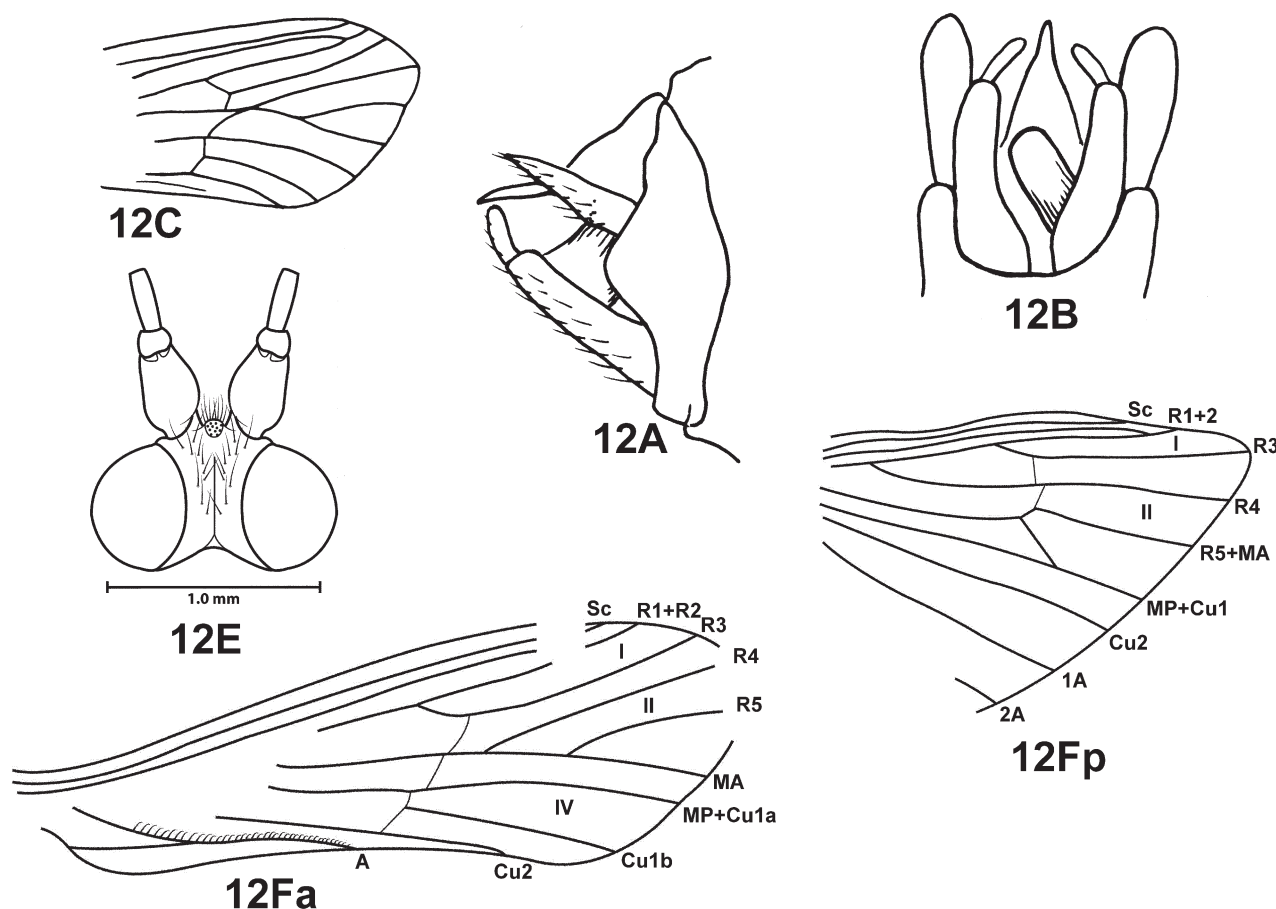 12C
12A
12B
1.0 mm
12E
Sc
R1+2
I
R3
R4
II
R5+MA
MP+Cu1
Cu2
1A
2A
12Fp
Sc
R1+R2
R3
I
R4
II
R5
MA
IV
MP+Cu1a
A
Cu2
Cu1b
12Fa